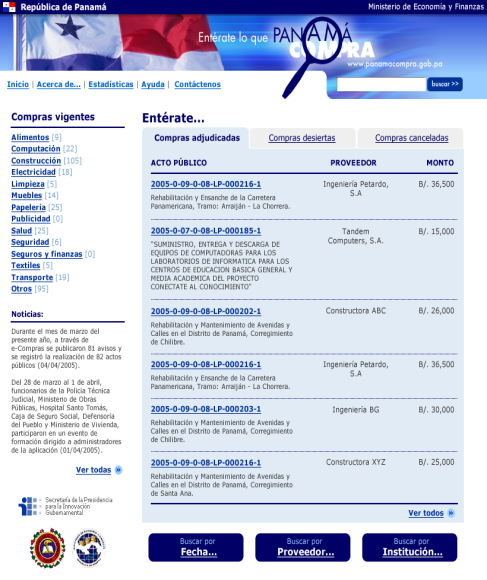 República de Panamá
Ministerio de Economía y Finanzas
Entérate lo que PANAMÁ
COMPRA
www.panamacompra.gob.pa
Inicio | Acerca de... | Estadísticas | Ayuda | Contáctenos
buscar >>
Compras vigentes
Alimentos [9]
Computación [22]
Construcción [105]
Electricidad [18]
Limpieza [5]
Muebles [14]
Papelería [25]
Publicidad [0]
Salud [25]
Seguridad [6]
Seguros y finanzas [0]
Textiles [5]
Transporte [19]
Otros [95]
Noticias:
Durante el mes de marzo del
presente año, a través de
e-Compras se publicaron 81 avisos y
se registró la realización de 82 actos
públicos (04/04/2005).
Del 28 de marzo al 1 de abril,
funcionarios de la Policía Técnica
Judicial, Ministerio de Obras
Públicas, Hospital Santo Tomás,
Caja de Seguro Social, Defensoría
del Pueblo y Ministerio de Vivienda,
participaron en un evento de
formación dirigido a administradores
de la aplicación (01/04/2005).
Ver todas
Secretaría de la Presidencia
para la Innovación
Gubernamental
Entérate...
Compras adjudicadas
Compras desiertas
Compras canceladas
ACTO PÚBLICO PROVEEDOR MONTO
2005-0-09-0-08-LP-000216-1 Ingeniería Petardo, B/. 36,500
S.A
Rehabilitación y Ensanche de la Carretera
Panamericana, Tramo: Arraiján - La Chorrera.
2005-0-07-0-08-LP-000185-1 Tandem B/. 15,000
Computers, S.A.
"SUMINISTRO, ENTREGA Y DESCARGA DE
EQUIPOS DE COMPUTADORAS PARA LOS
LABORATORIOS DE INFORMATICA PARA LOS
CENTROS DE EDUCACION BASICA GENERAL Y
MEDIA ACADEMICA DEL PROYECTO
CONECTATE AL CONOCIMIENTO"
2005-0-09-0-08-LP-000202-1 Constructora ABC B/. 26,000
Rehabilitación y Mantenimiento de Avenidas y
Calles en el Distrito de Panamá, Corregimiento
de Chilibre.
2005-0-09-0-08-LP-000216-1 Ingeniería Petardo, B/. 36,500
S.A
Rehabilitación y Ensanche de la Carretera
Panamericana, Tramo: Arraiján - La Chorrera.
2005-0-09-0-08-LP-000203-1 Ingeniería BG B/. 30,000
Rehabilitación y Mantenimiento de Avenidas y
Calles en el Distrito de Panamá, Corregimiento
de Chilibre.
2005-0-09-0-08-LP-000216-1 Constructora XYZ B/. 25,000
Rehabilitación y Mantenimiento de Avenidas y
Calles en el Distrito de Panamá, Corregimiento
de Santa Ana.
Ver todos
Buscar por
Fecha...
Buscar por
Proveedor...
Buscar por
Institución...